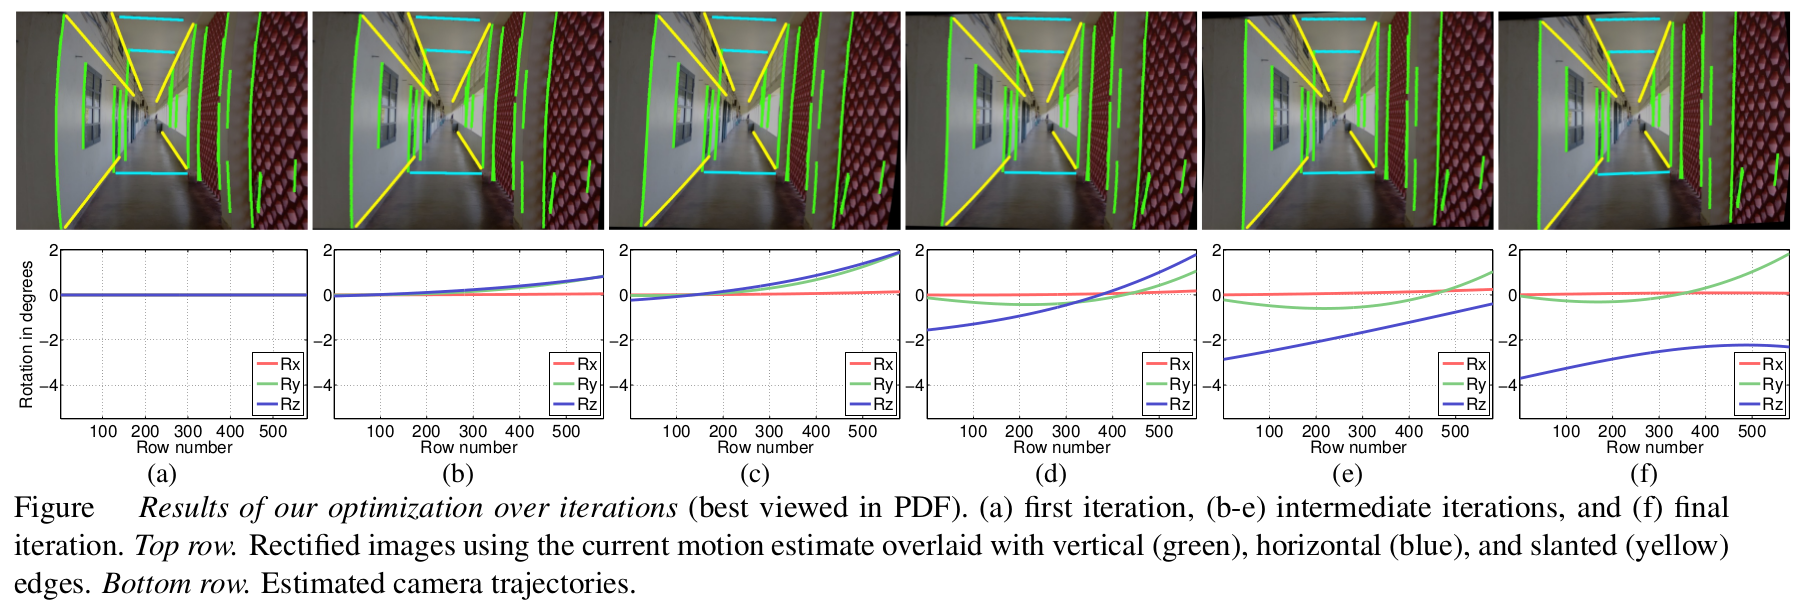 2 2 2 2 2 2
0 0 0 0 0 0
−2 −2 −2 −2 −2 −2
−4 −4 −4 −4 −4 −4
Rotation in degrees
Rx Rx Rx Rx Rx Rx
Ry Ry Ry Ry Ry Ry
Rz Rz Rz Rz Rz Rz
100 200 300 400 500 100 200 300 400 500 100 200 300 400 500 100 200 300 400 500 100 200 300 400 500 100 200 300 400 500
Row number Row number Row number Row number Row number Row number
(a) (b) (c) (d) (e) (f)
Figure Results of our optimization over iterations (best viewed in PDF). (a) first iteration, (b-e) intermediate iterations, and (f) final
iteration. Top row. Rectified images using the current motion estimate overlaid with vertical (green), horizontal (blue), and slanted (yellow)
edges. Bottom row. Estimated camera trajectories.